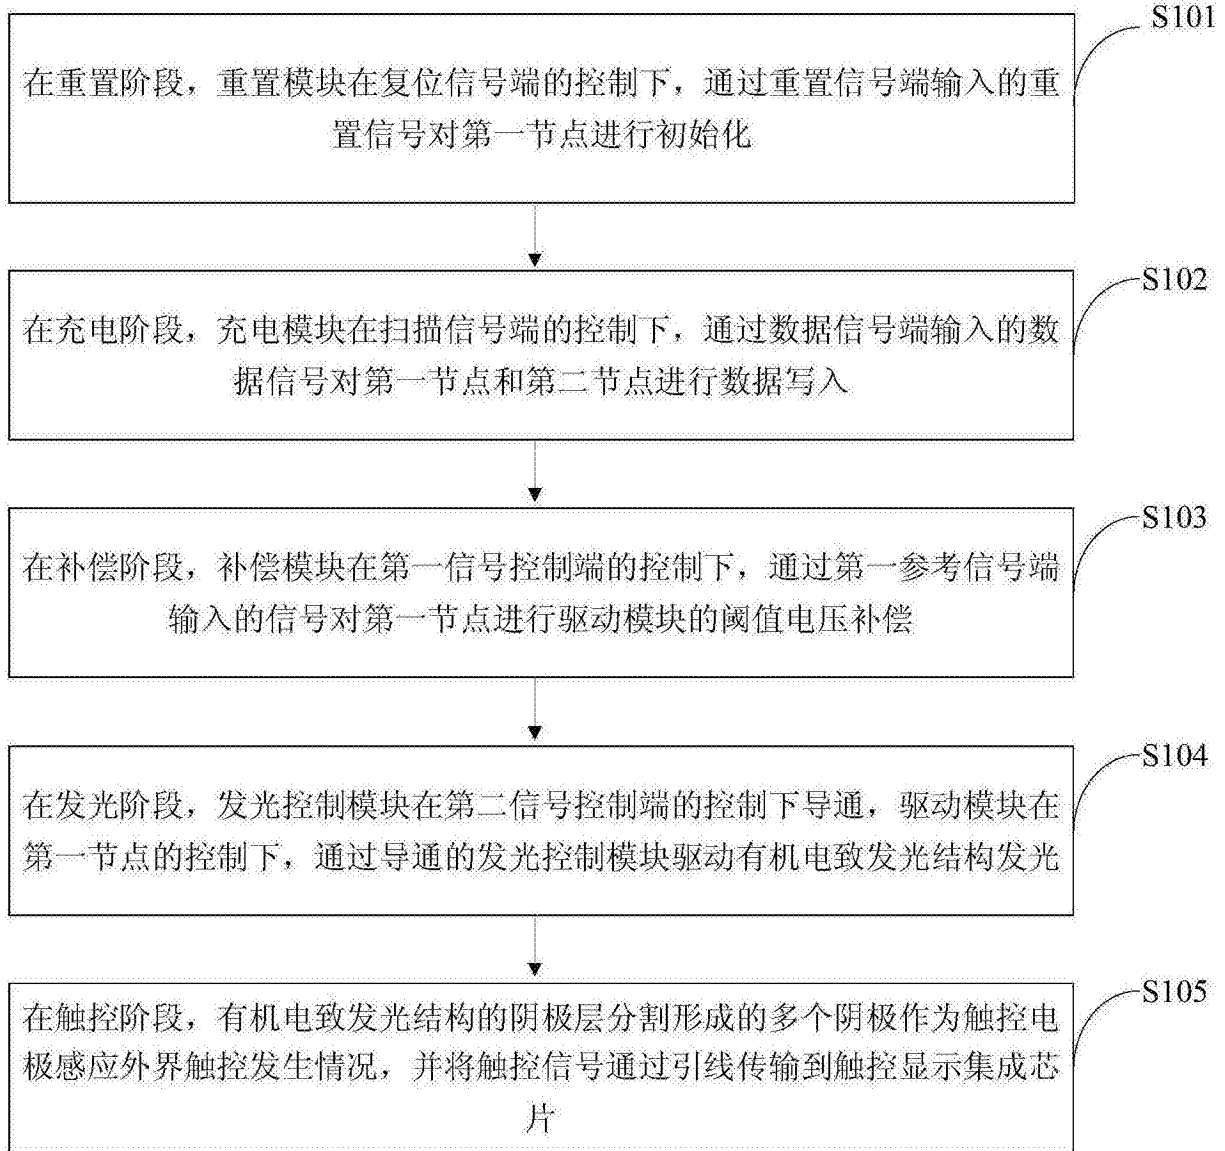 S101
在重置阶段，重置模块在复位信号端的控制下，通过重置信号端输入的重
置信号对第一节点进行初始化
S102
在充电阶段，充电模块在扫描信号端的控制下，通过数据信号端输入的数
据信号对第一节点和第二节点进行数据写入
S103
在补偿阶段，补偿模块在第一信号控制端的控制下，通过第一参考信号端
输入的信号对第一节点进行驱动模块的阈值电压补偿
S104
在发光阶段，发光控制模块在第二信号控制端的控制下导通，驱动模块在
第一节点的控制下，通过导通的发光控制模块驱动有机电致发光结构发光
S105
在触控阶段，有机电致发光结构的阴极层分割形成的多个阴极作为触控电
极感应外界触控发生情况，并将触控信号通过引线传输到触控显示集成芯
片